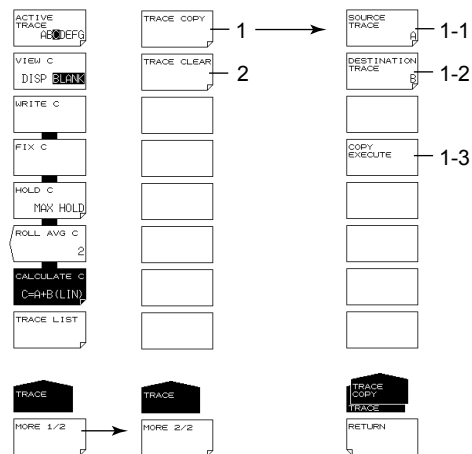 ACTIVE
TRACE
ABCDEFG
VIEW C
DISP BLANK
WRITE C
FIX C
HOLD C
MAX HOLD
ROLL AVG C
2
CALCULATE C
C=A+B(LIN)
TRACE LIST
TRACE
MORE 1/2
TRACE COPY
1
TRACE CLEAR
2
TRACE
MORE 2/2
SOURCE
TRACE
A
1-1
DESTINATION
TRACE
B
1-2
COPY
EXECUTE
1-3
TRACE
COPY
TRACE
RETURN